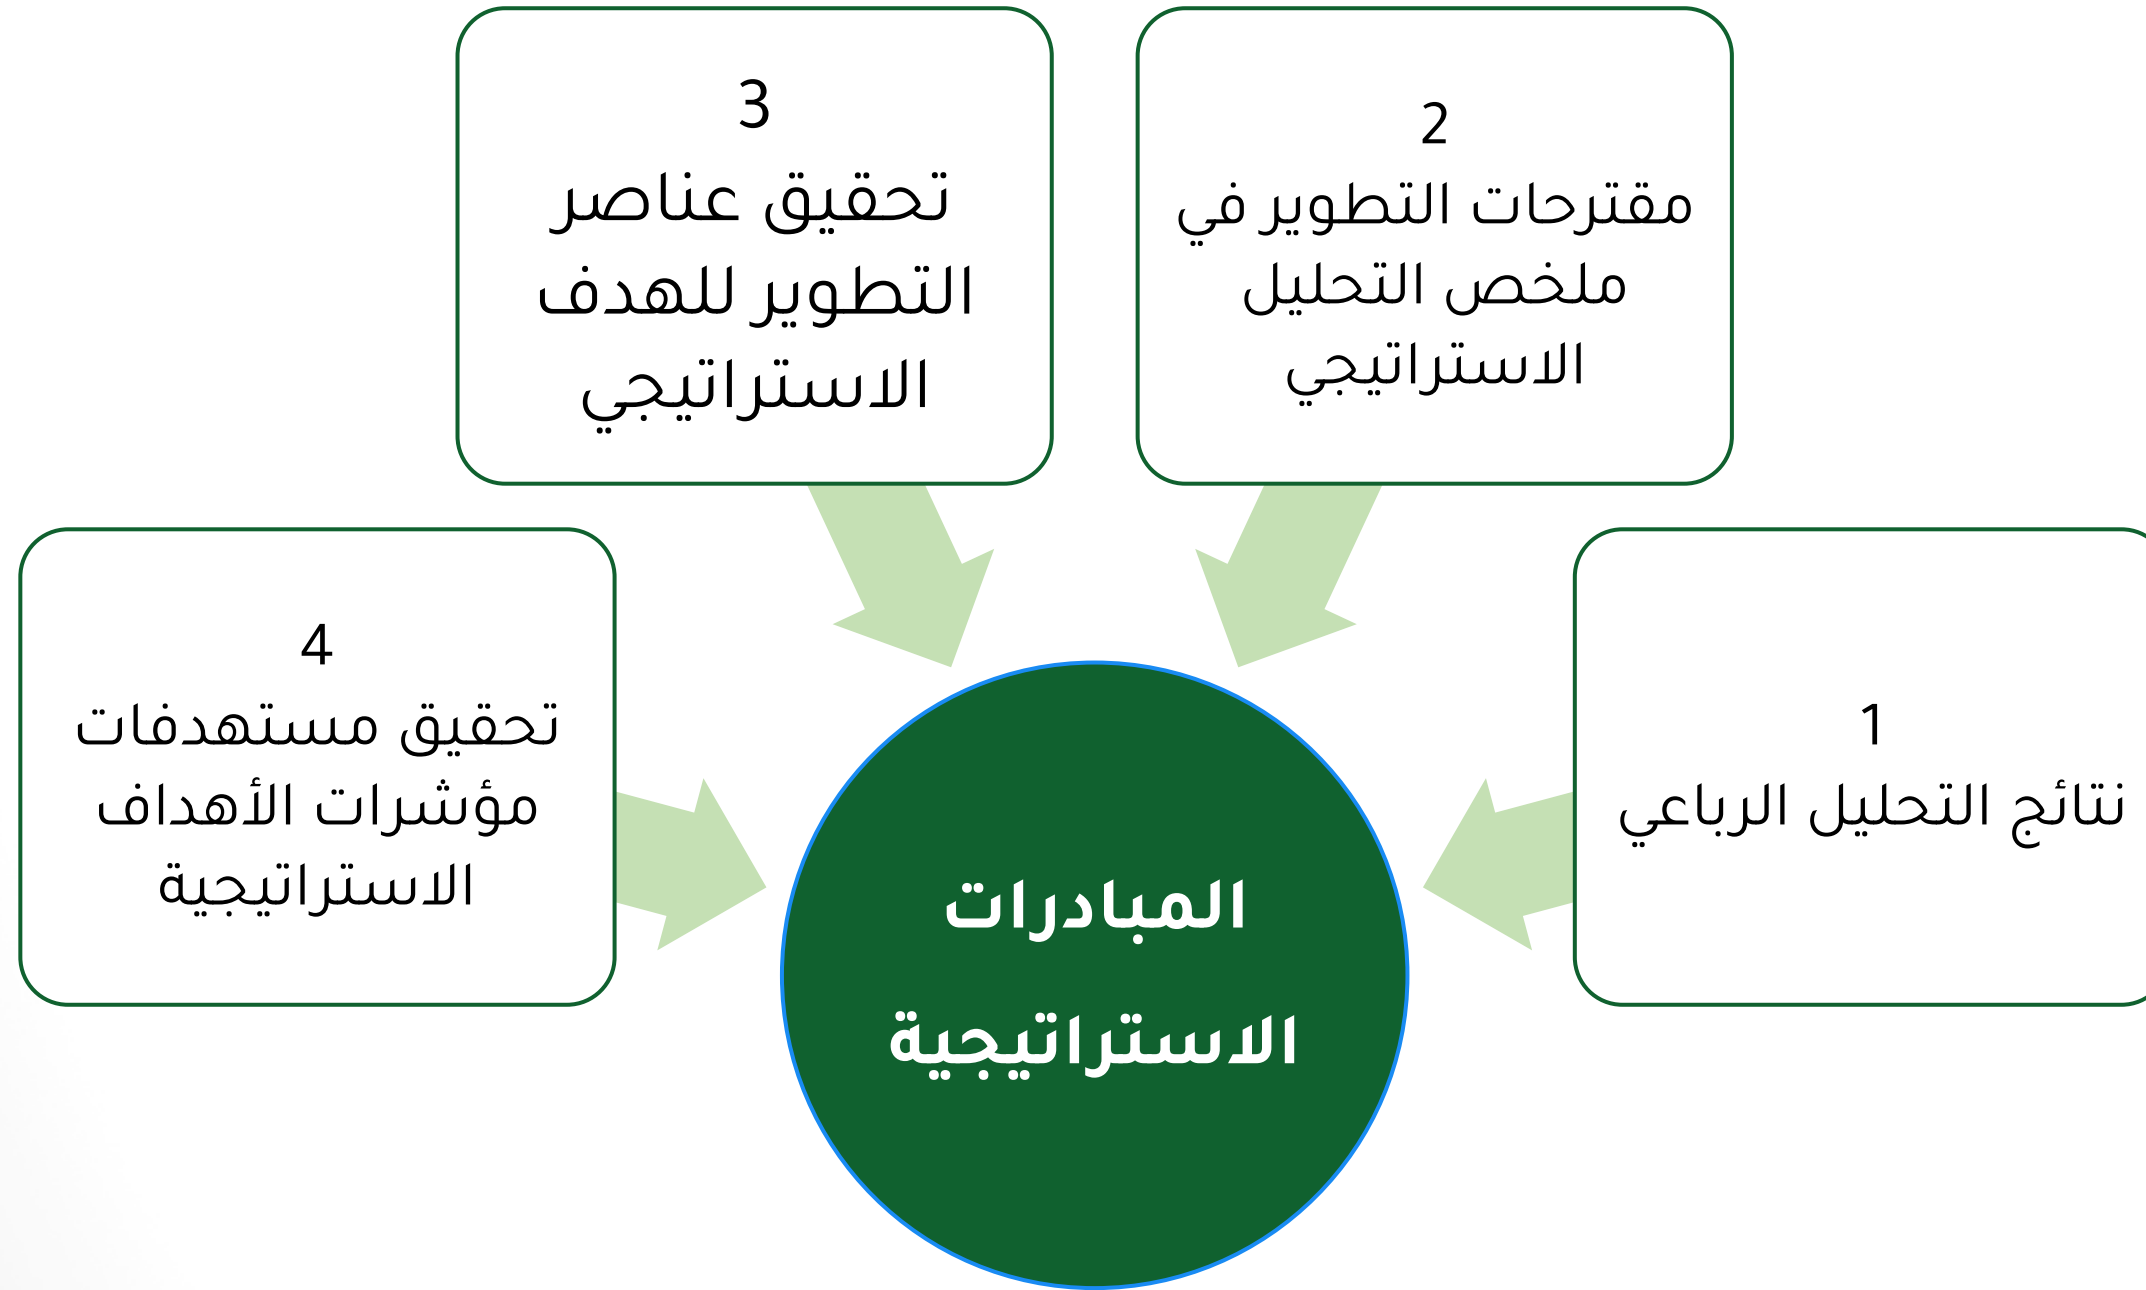 1
نتائج التحليل الرباعي
2
مقترحات التطوير في
ملخص التحليل
الاستراتيجي
3
تحقيق عناصر
التطوير للهدف
الاستراتيجي
4
تحقيق مستهدفات
مؤشرات الأهداف
الاستراتيجية
المبادرات
الاستراتيجية